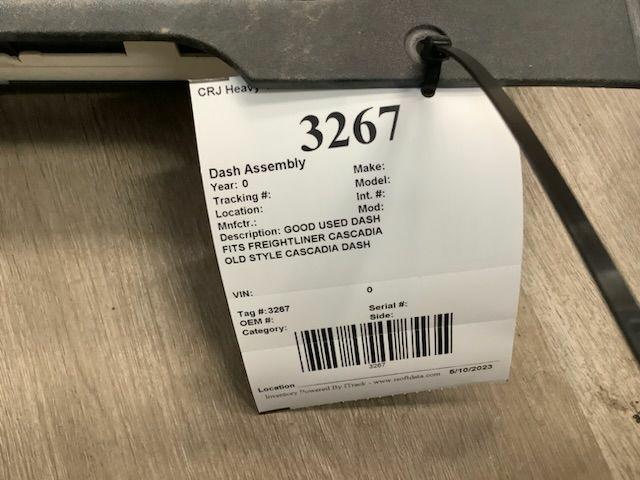 CRJ Heavy
3267
Dash Assembly
Year: 0
Make:
Tracking #:
Model:
Location:
Int. #:
Mnfctr.:
Mod:
Description: GOOD USED DASH
FITS FREIGHTLINER CASCADIA
OLD STYLE CASCADIA DASH
VIN:
0
Tag #:3267
Serial #:
OEM #:
Side:
Category:
3267
Location
Inventory Powered By ITrack - www.isoftdata.com 5/10/2023